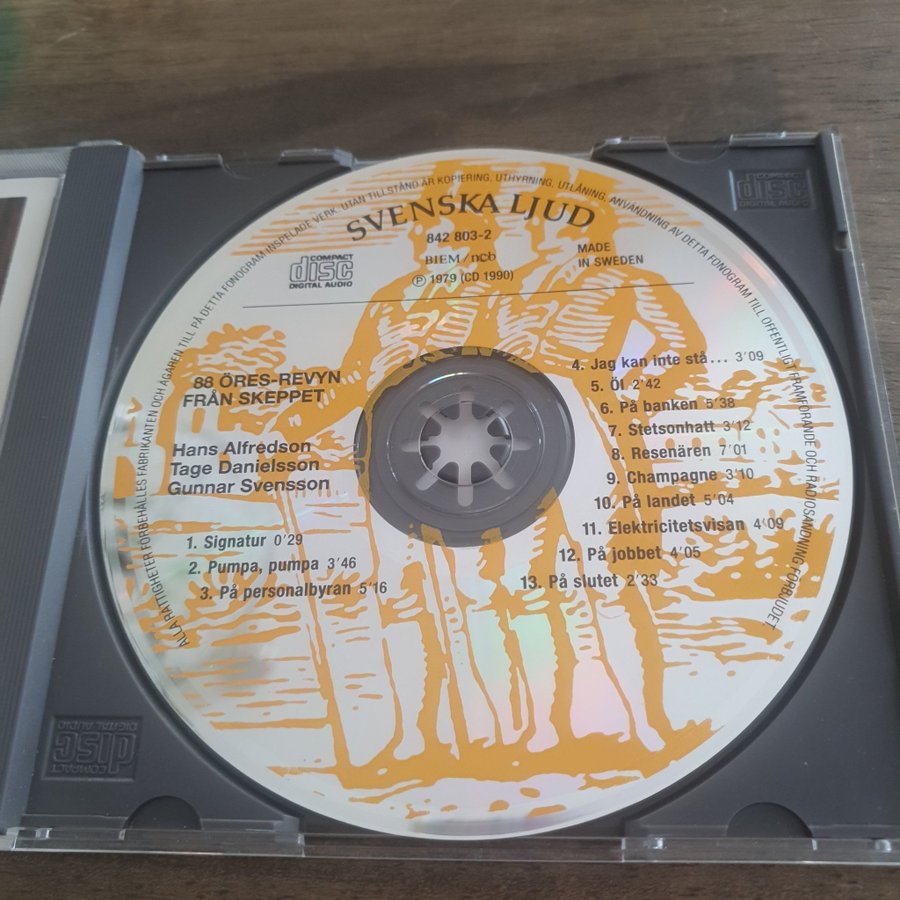 ALLA RÄTTIGHETER FÖRBEHÅLLES FABRIKANTEN OCH ÄGAREN TILL PÅ DETTA FONOGRAM INSPELADE VERK. UTAN TILLSTÅND ÄR KOPIERING, UTHYRNING, UTLÅNING, ANVÄNDNING AV DETTA FONOGRAM TILL OFFENTLIGT FRAMFÖRANDE OCH RADIOSÄNDNING FÖRBJUDET.
SVENSKA LJUD
842 803-2
BIEM/ncb
℗ 1979 (CD 1990)
COMPACT
disc
DIGITAL AUDIO
MADE
IN SWEDEN
88 ÖRES-REVYN
FRÅN SKEPPET
Hans Alfredson
Tage Danielsson
Gunnar Svensson
1. Signatur 0'29
2. Pumpa, pumpa 3'46
3. På personalbyrån 5'16
4. Jag kan inte stå... 3'09
5. Öl 2'42
6. På banken 5'38
7. Stetsonhatt 3'12
8. Resenären 7'01
9. Champagne 3'10
10. På landet 5'04
11. Elektricitetsvisan 4'09
12. På jobbet 4'05
13. På slutet 2'33
COMPACT
disc
DIGITAL AUDIO
COMPACT
disc
DIGITAL AUDIO